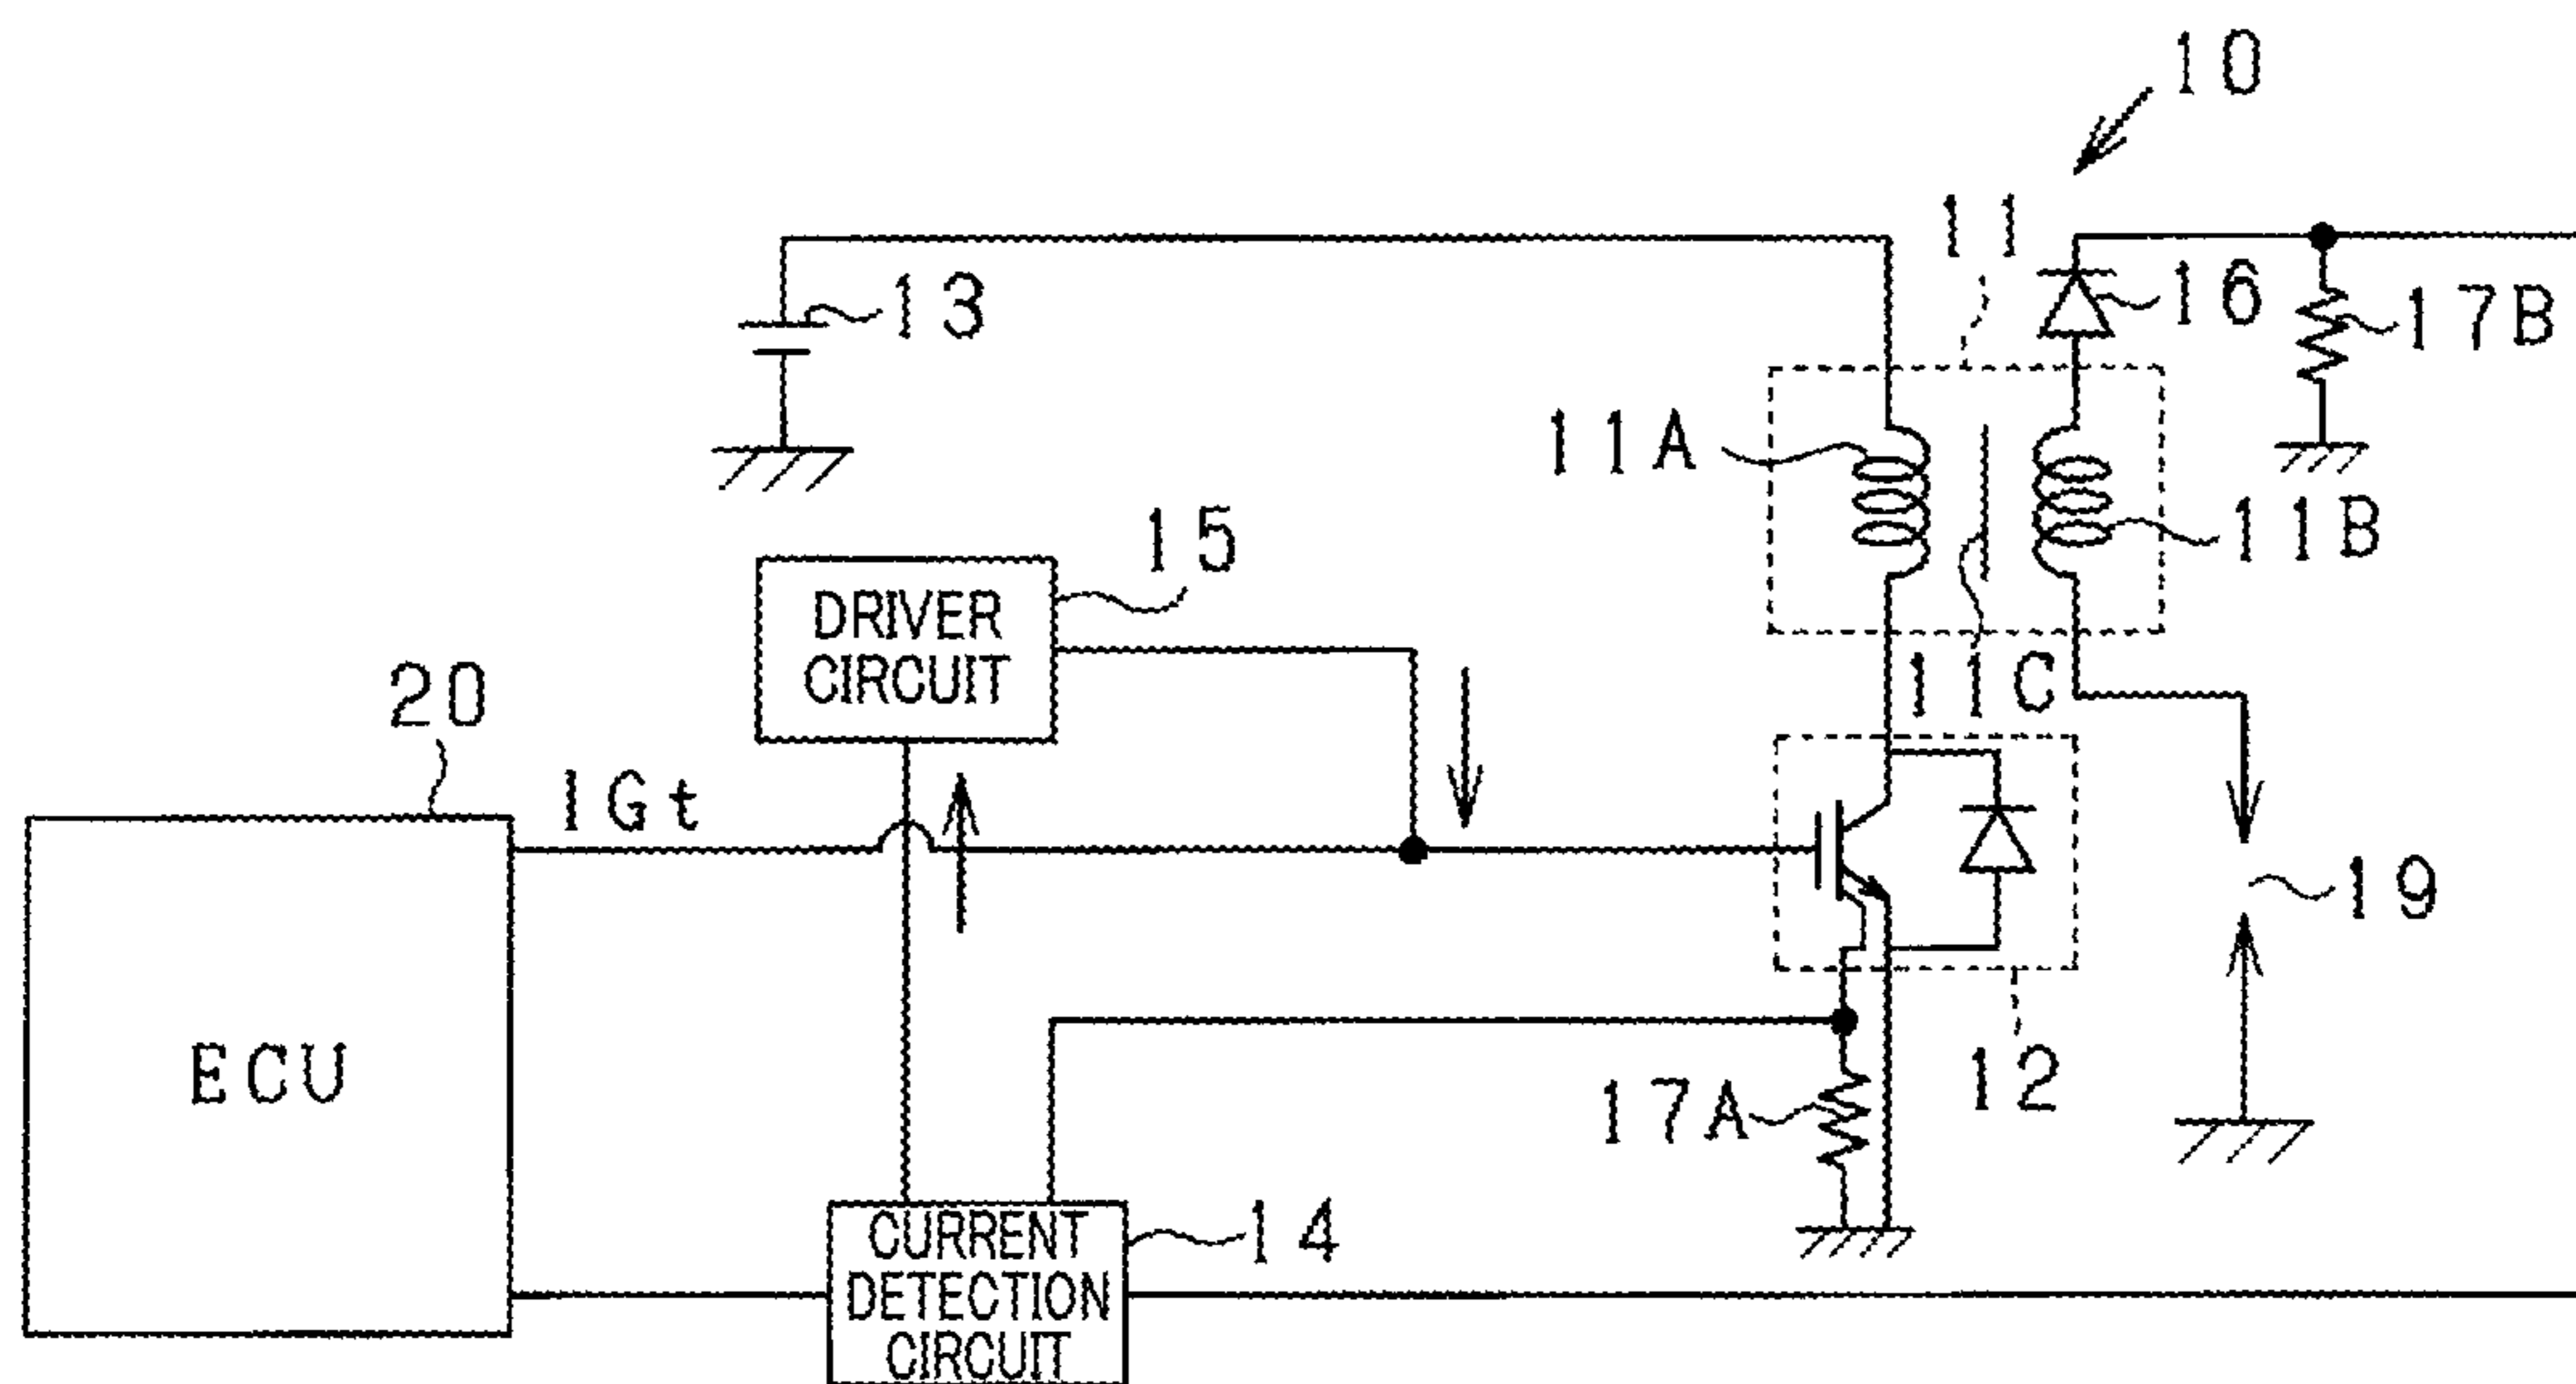 10
11
13
16
17B
11A
11B
15
DRIVER
CIRCUIT
11C
20
IGt
19
ECU
12
17A
14
CURRENT
DETECTION
CIRCUIT